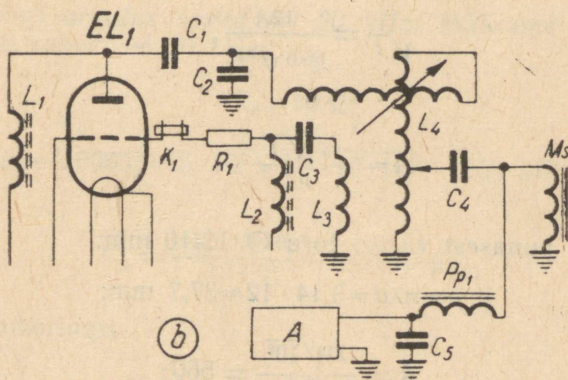 EL₁
C₁
C₂
L₁
K₁
R₁
C₃
L₂
L₃
L₄
C₄
Ms
Pp₁
A
C₅
b